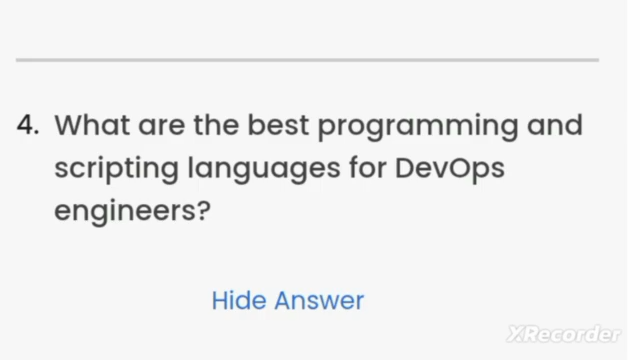 4. What are the best programming and
scripting languages for DevOps
engineers?
Hide Answer
XRecorder